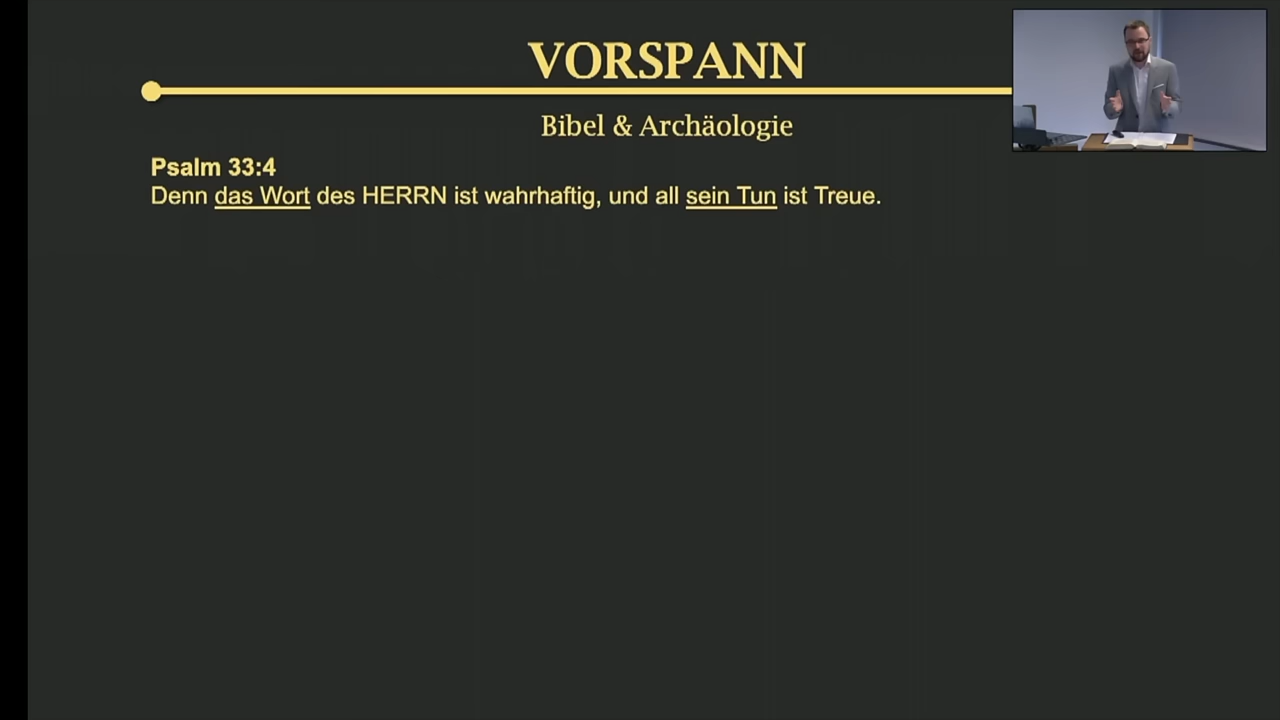 VORSPANN
Bibel & Archäologie
Psalm 33:4
Denn das Wort des HERRN ist wahrhaftig, und all sein Tun ist Treue.